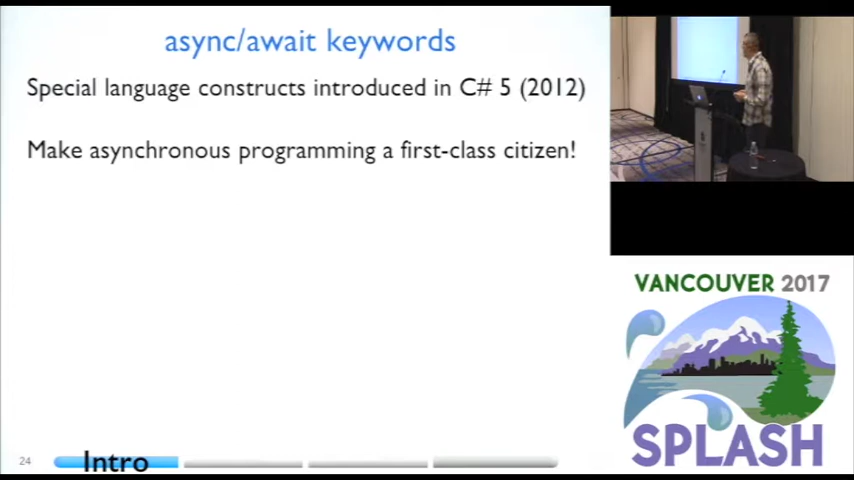 async/await keywords
Special language constructs introduced in C# 5 (2012)
Make asynchronous programming a first-class citizen!
24
Intro
VANCOUVER 2017
SPLASH